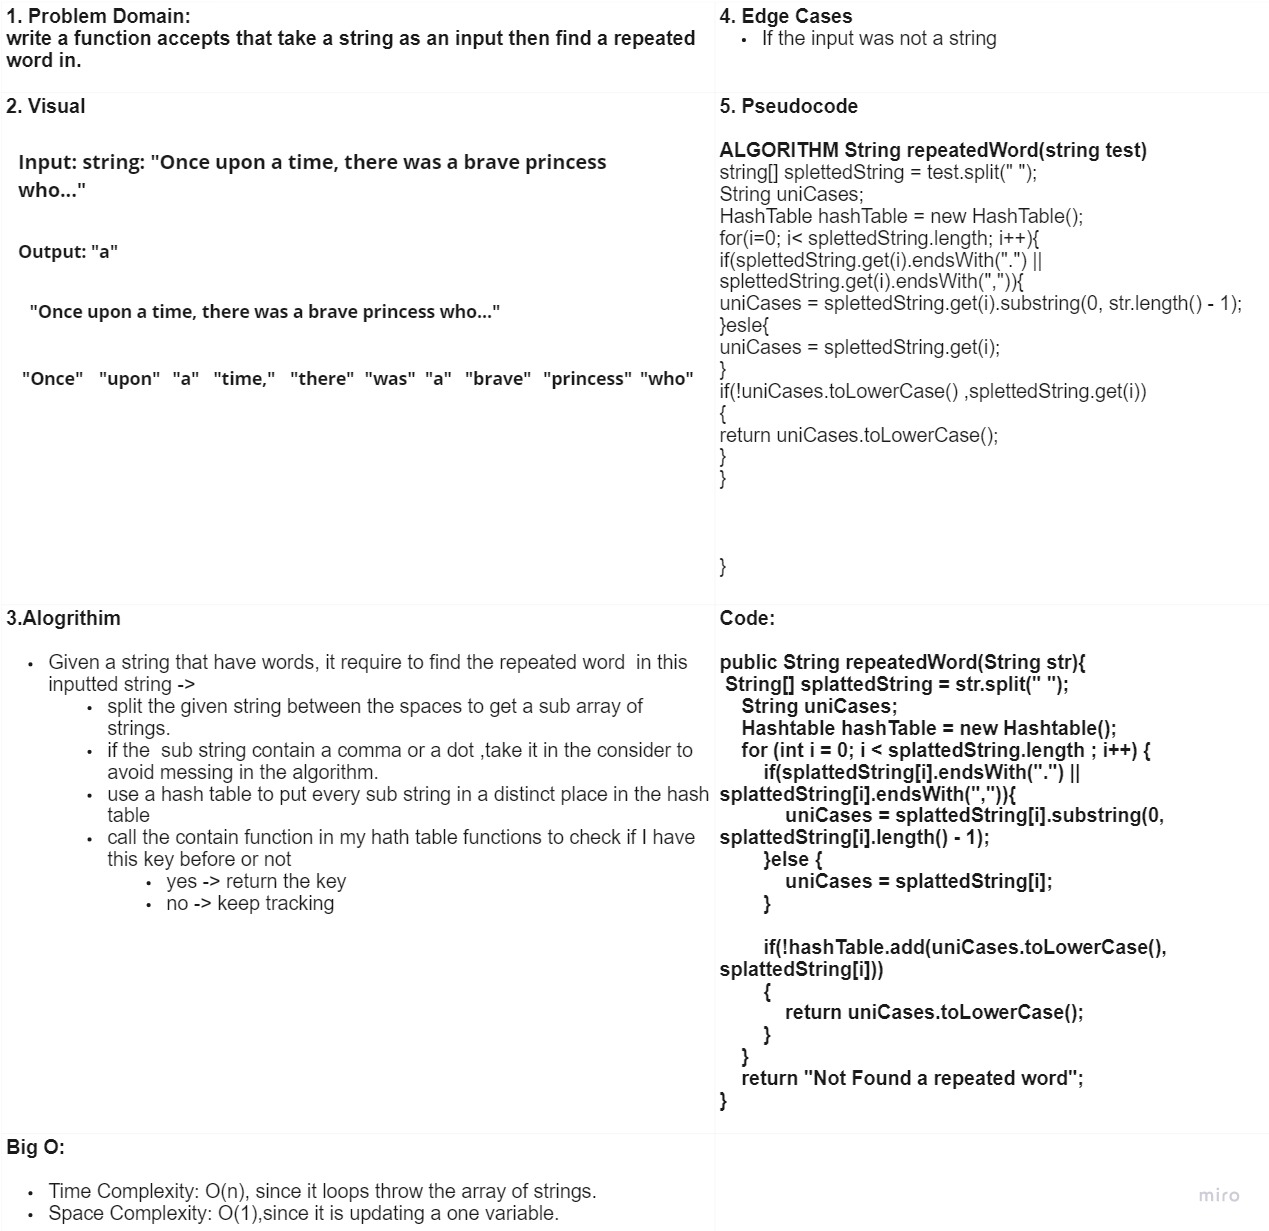 1. Problem Domain:
write a function accepts that take a string as an input then find a repeated
word in.
4. Edge Cases
• If the input was not a string
2. Visual
Input: string: "Once upon a time, there was a brave princess
who..."
Output: "a"
"Once upon a time, there was a brave princess who..."
"Once" "upon" "a" "time," "there" "was" "a" "brave" "princess" "who"
5. Pseudocode
ALGORITHM String repeatedWord(string test)
string[] splettedString = test.split(" ");
String uniCases;
HashTable hashTable = new HashTable();
for(i=0; i< splettedString.length; i++){
if(splettedString.get(i).endsWith(".") ||
splettedString.get(i).endsWith(",")){
uniCases = splettedString.get(i).substring(0, str.length() - 1);
}esle{
uniCases = splettedString.get(i);
}
if(!uniCases.toLowerCase() ,splettedString.get(i))
{
return uniCases.toLowerCase();
}
}
}
3.Alogrithim
• Given a string that have words, it require to find the repeated word in this
inputted string ->
• split the given string between the spaces to get a sub array of
strings.
• if the sub string contain a comma or a dot ,take it in the consider to
avoid messing in the algorithm.
• use a hash table to put every sub string in a distinct place in the hash
table
• call the contain function in my hath table functions to check if I have
this key before or not
• yes -> return the key
• no -> keep tracking
Code:
public String repeatedWord(String str){
String[] splattedString = str.split(" ");
String uniCases;
Hashtable hashTable = new Hashtable();
for (int i = 0; i < splattedString.length ; i++) {
if(splattedString[i].endsWith(".") ||
splattedString[i].endsWith(",")){
uniCases = splattedString[i].substring(0,
splattedString[i].length() - 1);
}else {
uniCases = splattedString[i];
}
if(!hashTable.add(uniCases.toLowerCase(),
splattedString[i]))
{
return uniCases.toLowerCase();
}
}
return "Not Found a repeated word";
}
Big O:
• Time Complexity: O(n), since it loops throw the array of strings.
• Space Complexity: O(1),since it is updating a one variable.
miro